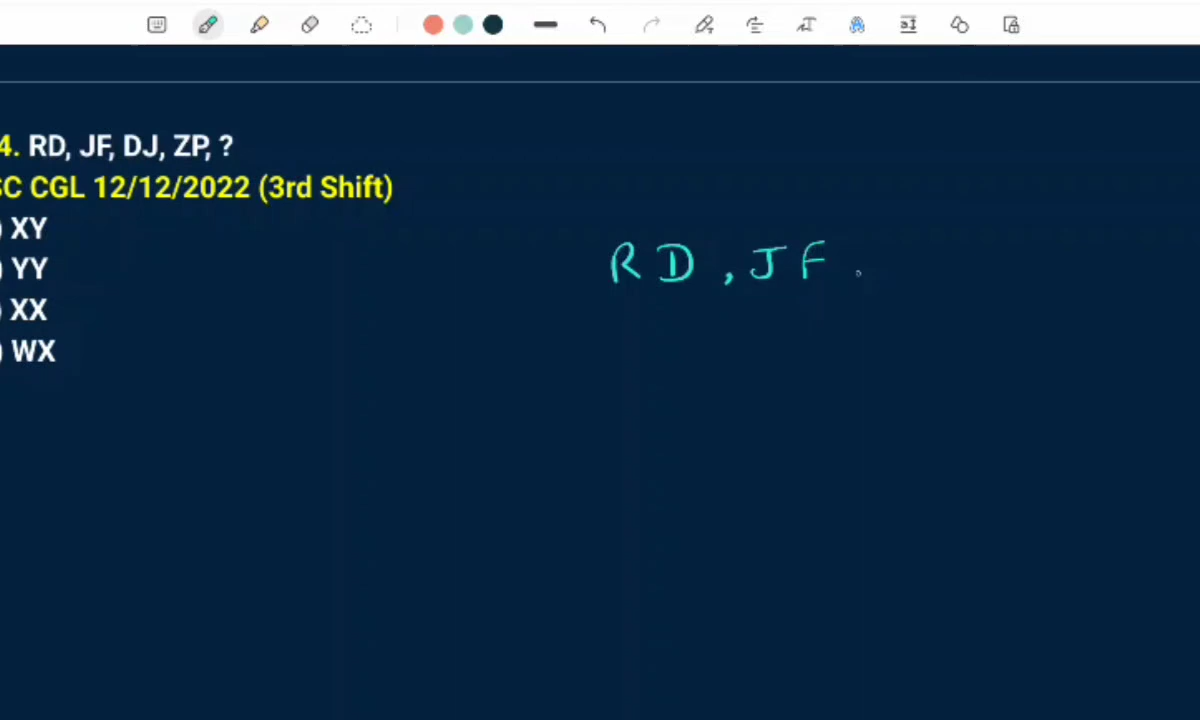 4. RD, JF, DJ, ZP, ?
SC CGL 12/12/2022 (3rd Shift)
) XY
) YY
) XX
) WX
RD, JF.